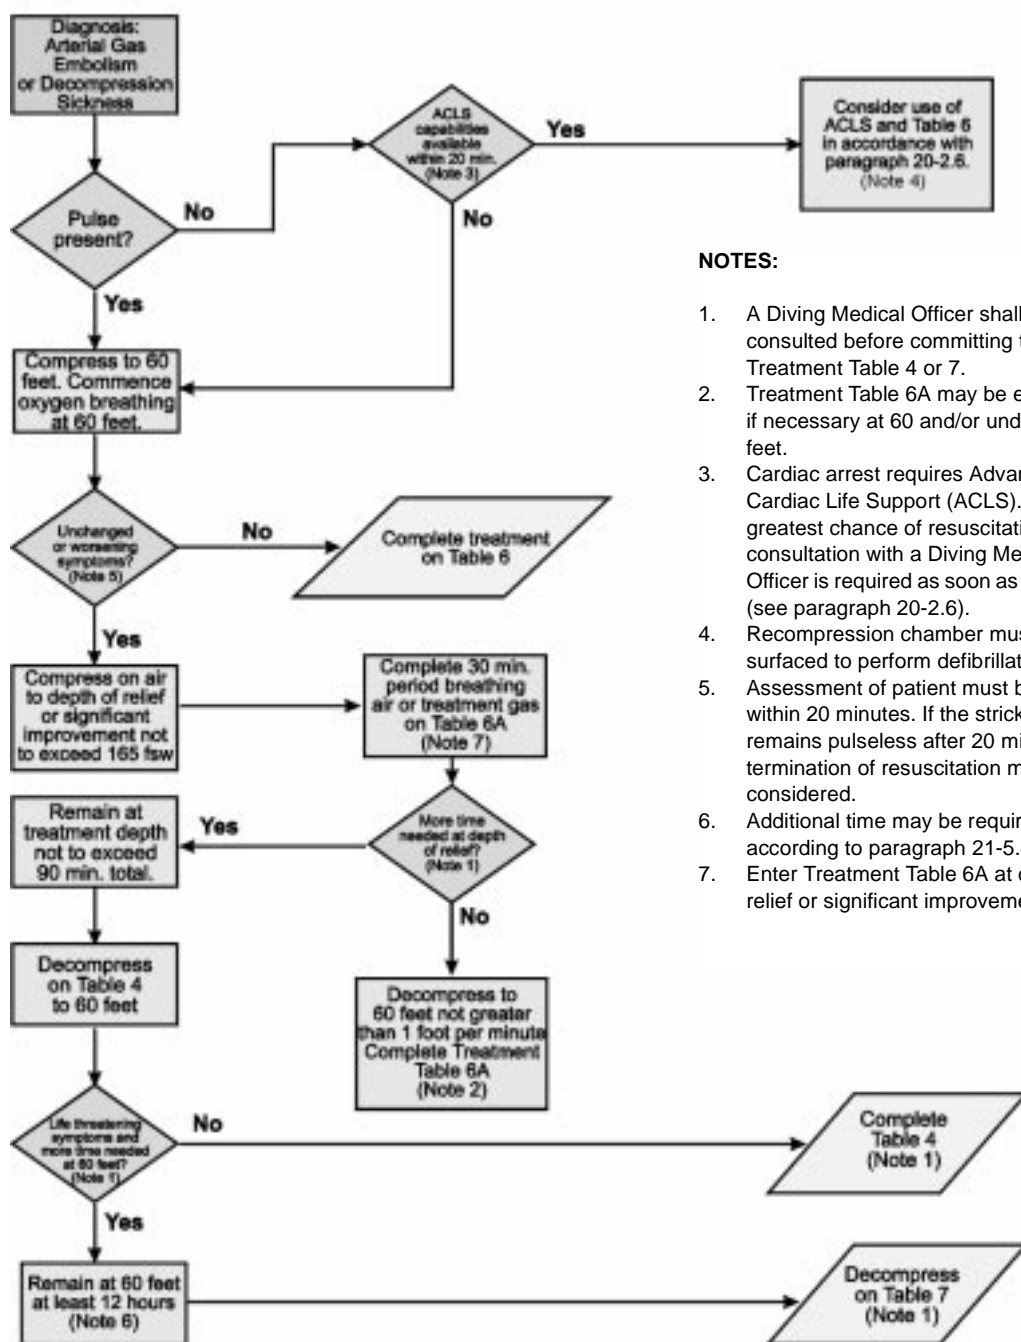 Diagnosis:
Arterial Gas
Embolism
or Decompression
Sickness
Pulse
present?
No
Yes
ACLS
capabilities
available
within 20 min.
(Note 3)
Yes
No
Consider use of
ACLS and Table 6
in accordance with
paragraph 20-2.6.
(Note 4)
Compress to 60
feet. Commence
oxygen breathing
at 60 feet.
Unchanged
or worsening
symptoms?
(Note 5)
No
Complete treatment
on Table 6
Yes
Compress on air
to depth of relief
or significant
improvement not
to exceed 165 fsw
Complete 30 min.
period breathing
air or treatment gas
on Table 6A
(Note 7)
More time
needed at depth
of relief?
(Note 1)
Yes
No
Remain at
treatment depth
not to exceed
90 min. total.
Decompress to
60 feet not greater
than 1 foot per minute
Complete Treatment
Table 6A
(Note 2)
Decompress
on Table 4
to 60 feet
Life threatening
symptoms and
more time needed
at 60 feet?
(Note 1)
No
Complete
Table 4
(Note 1)
Yes
Remain at 60 feet
at least 12 hours
(Note 6)
Decompress
on Table 7
(Note 1)
NOTES:
1. A Diving Medical Officer shall
consulted before committing
Treatment Table 4 or 7.
2. Treatment Table 6A may be
if necessary at 60 and/or
feet.
3. Cardiac arrest requires
Cardiac Life Support (ACLS).
greatest chance of
consultation with a Diving
Officer is required as soon as
(see paragraph 20-2.6).
4. Recompression chamber
surfaced to perform
5. Assessment of patient must
within 20 minutes. If the
remains pulseless after 20
termination of resuscitation
considered.
6. Additional time may be
according to paragraph 21-5.
7. Enter Treatment Table 6A at
relief or significant